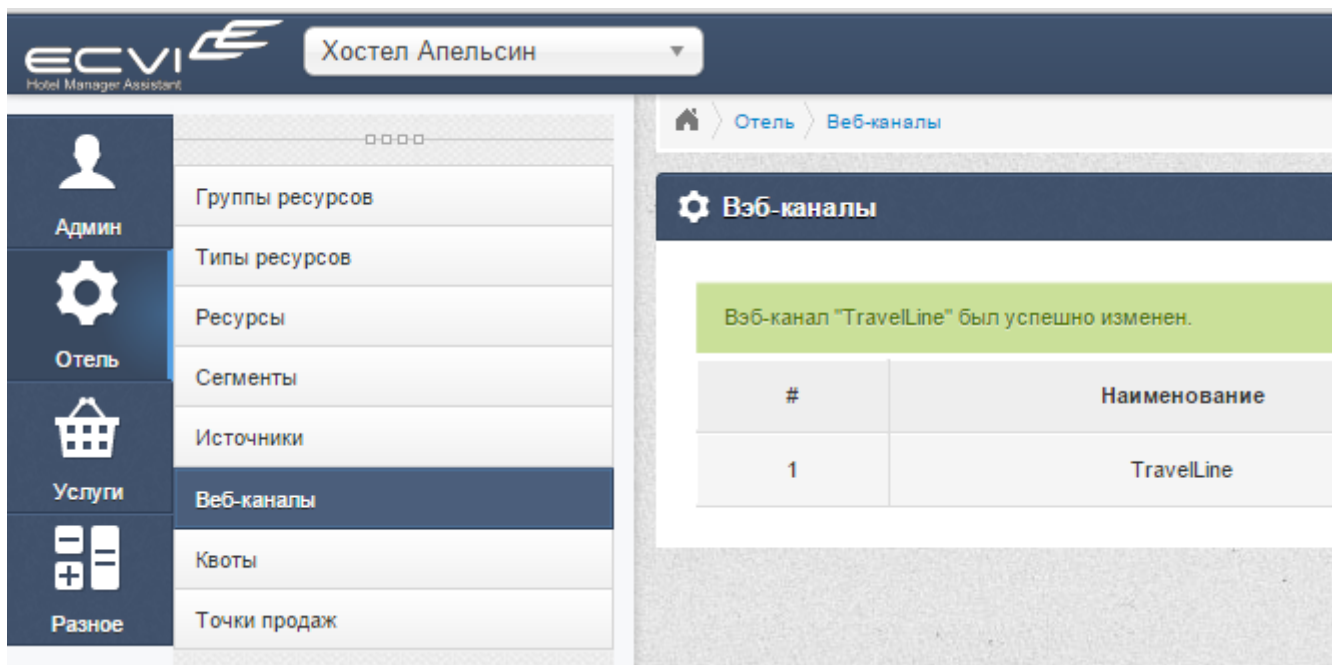 ECVI
Hotel Manager Assistant
Хостел Апельсин
Отель
Веб-каналы
Админ
Отель
Услуги
Разное
Группы ресурсов
Типы ресурсов
Ресурсы
Сегменты
Источники
Веб-каналы
Квоты
Точки продаж
Вэб-каналы
Вэб-канал "TravelLine" был успешно изменен.
# Наименование
1 TravelLine